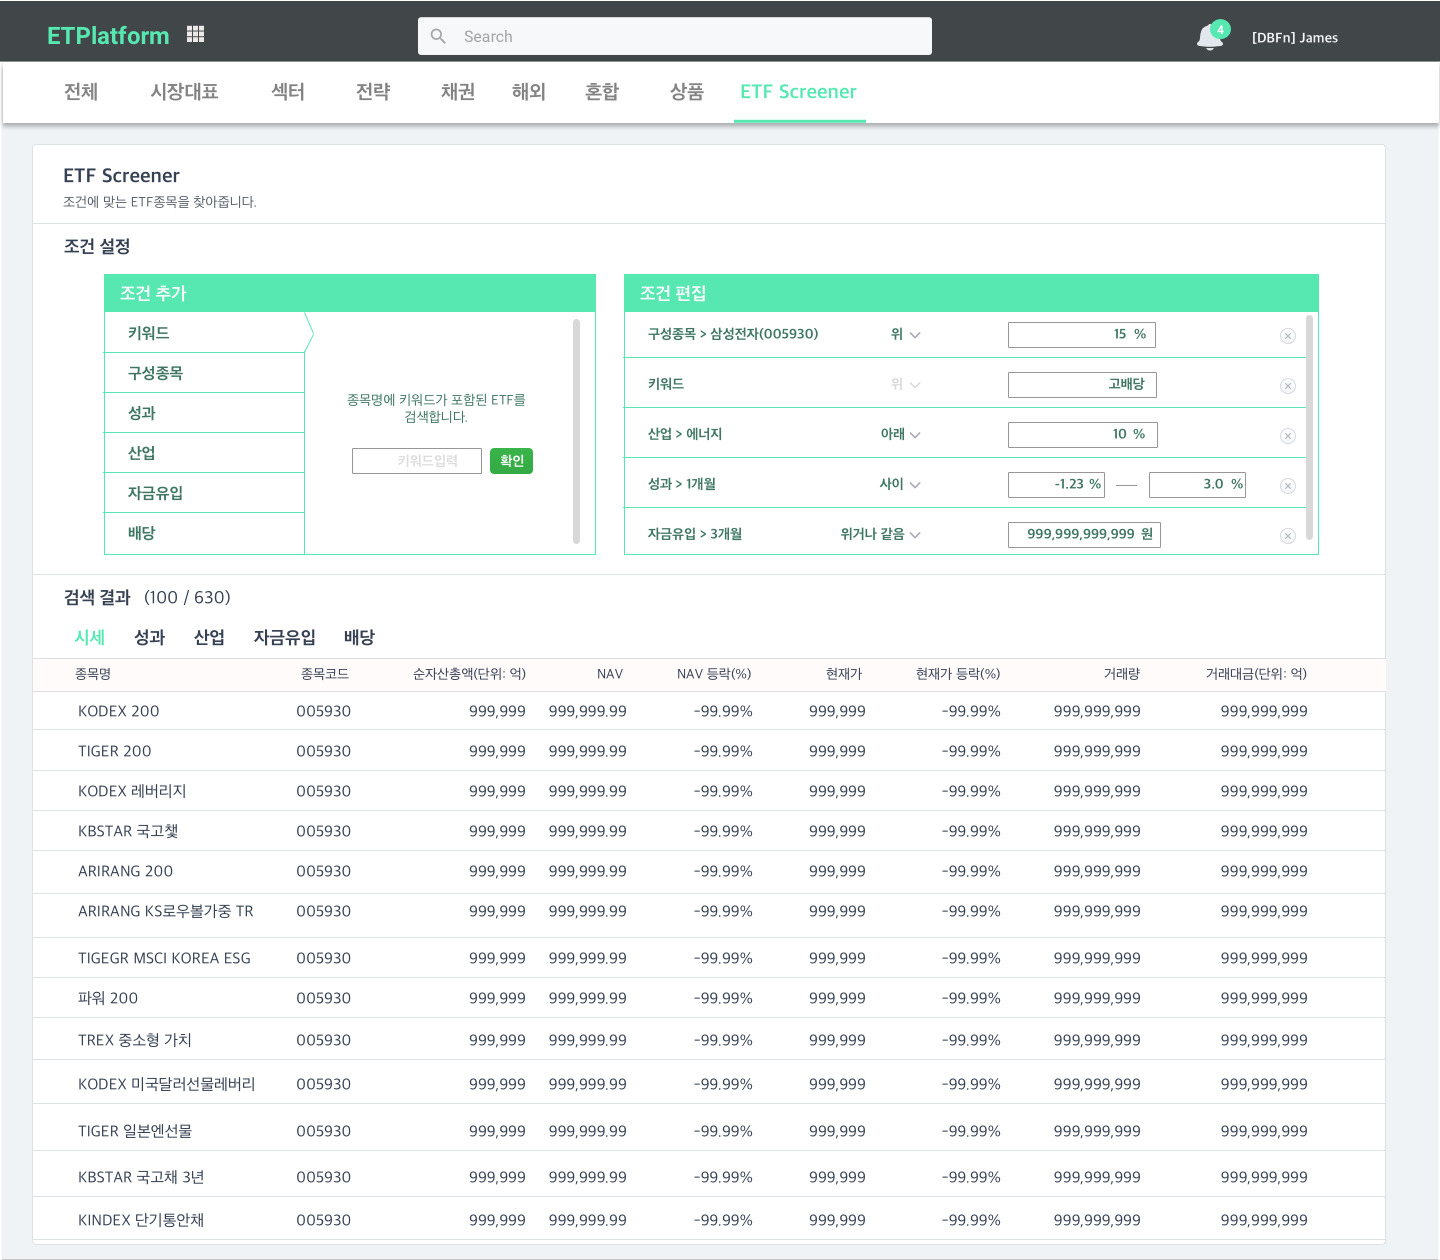 ETPlatform Search 4 [DBFn] James
전체 시장대표 섹터 전략 채권 해외 혼합 상품 ETF Screener
ETF Screener
조건에 맞는 ETF종목을 찾아줍니다.
조건 설정
조건 추가
키워드
구성종목
성과
산업
자금유입
배당
종목명에 키워드가 포함된 ETF를
검색합니다.
키워드입력 확인
조건 편집
구성종목 > 삼성전자(005930) 위 15 %
키워드 위 고배당
산업 > 에너지 아래 10 %
성과 > 1개월 사이 -1.23 % — 3.0 %
자금유입 > 3개월 위거나 같음 999,999,999,999 원
검색 결과 (100 / 630)
시세 성과 산업 자금유입 배당
종목명 종목코드 순자산총액(단위: 억) NAV NAV 등락(%) 현재가 현재가 등락(%) 거래량 거래대금(단위: 억)
KODEX 200 005930 999,999 999,999.99 -99.99% 999,999 -99.99% 999,999,999 999,999,999
TIGER 200 005930 999,999 999,999.99 -99.99% 999,999 -99.99% 999,999,999 999,999,999
KODEX 레버리지 005930 999,999 999,999.99 -99.99% 999,999 -99.99% 999,999,999 999,999,999
KBSTAR 국고챛 005930 999,999 999,999.99 -99.99% 999,999 -99.99% 999,999,999 999,999,999
ARIRANG 200 005930 999,999 999,999.99 -99.99% 999,999 -99.99% 999,999,999 999,999,999
ARIRANG KS로우볼가중 TR 005930 999,999 999,999.99 -99.99% 999,999 -99.99% 999,999,999 999,999,999
TIGEGR MSCI KOREA ESG 005930 999,999 999,999.99 -99.99% 999,999 -99.99% 999,999,999 999,999,999
파워 200 005930 999,999 999,999.99 -99.99% 999,999 -99.99% 999,999,999 999,999,999
TREX 중소형 가치 005930 999,999 999,999.99 -99.99% 999,999 -99.99% 999,999,999 999,999,999
KODEX 미국달러선물레버리 005930 999,999 999,999.99 -99.99% 999,999 -99.99% 999,999,999 999,999,999
TIGER 일본엔선물 005930 999,999 999,999.99 -99.99% 999,999 -99.99% 999,999,999 999,999,999
KBSTAR 국고채 3년 005930 999,999 999,999.99 -99.99% 999,999 -99.99% 999,999,999 999,999,999
KINDEX 단기통안채 005930 999,999 999,999.99 -99.99% 999,999 -99.99% 999,999,999 999,999,999